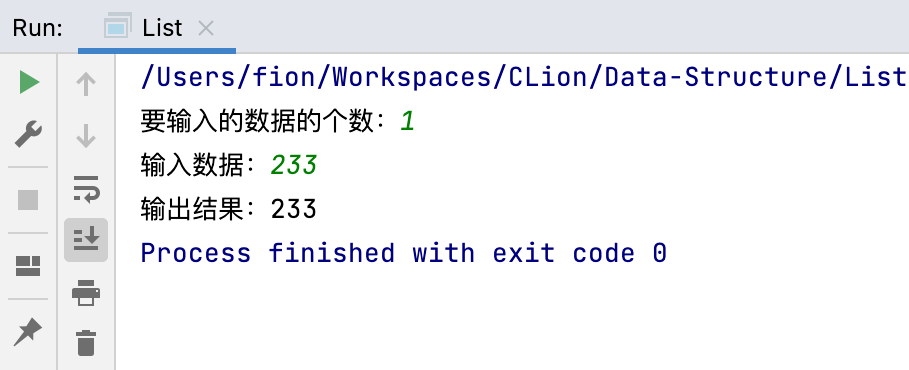 Run: List
/Users/fion/Workspaces/CLion/Data-Structure/List
要输入的数据的个数：1
输入数据：233
输出结果：233
Process finished with exit code 0